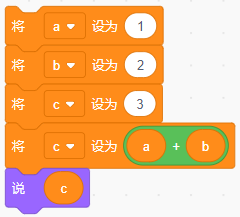 将 a 设为 1
将 b 设为 2
将 c 设为 3
将 c 设为 a + b
说 c